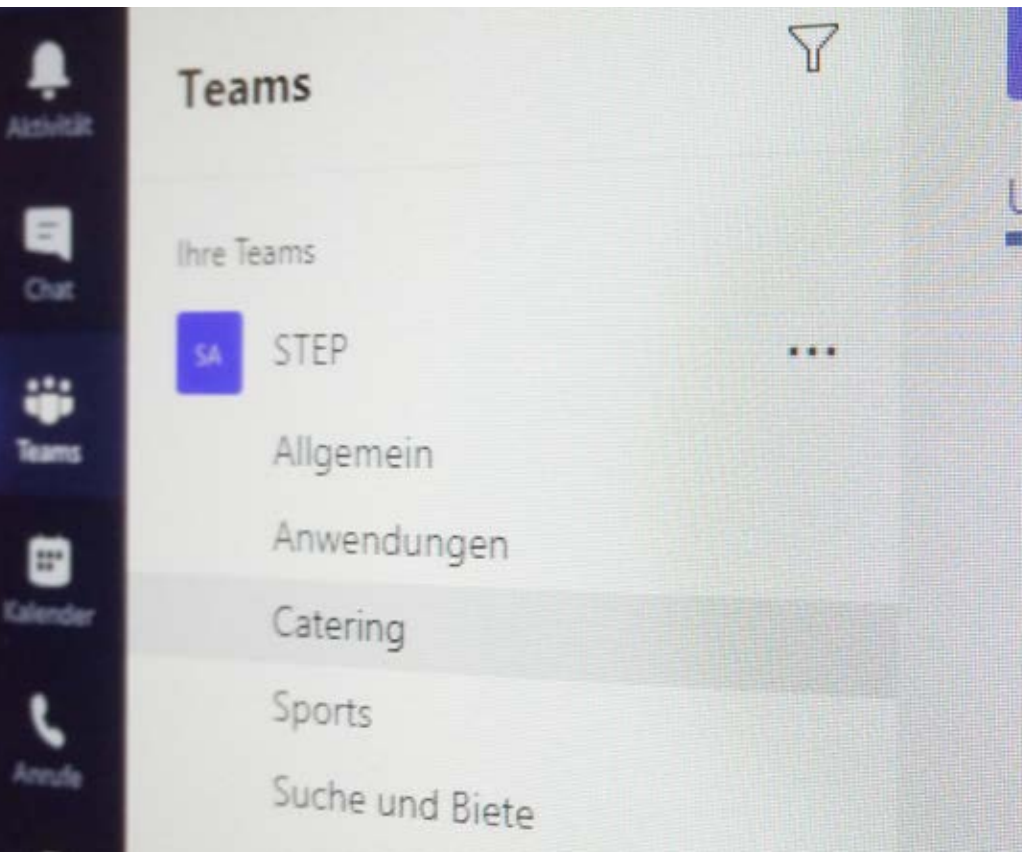 Aktivität
Chat
Teams
Kalender
Anrufe
Teams
Ihre Teams
SA
STEP
...
Allgemein
Anwendungen
Catering
Sports
Suche und Biete